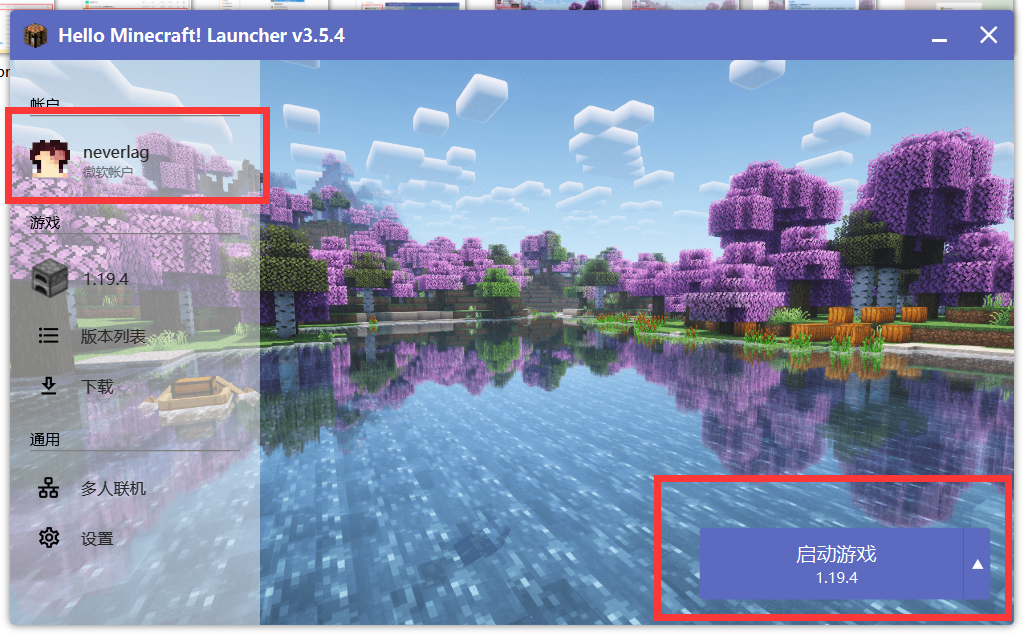 Hello Minecraft! Launcher v3.5.4
帐户
neverlag
微软帐户
游戏
1.19.4
版本列表
下载
通用
多人联机
设置
启动游戏
1.19.4